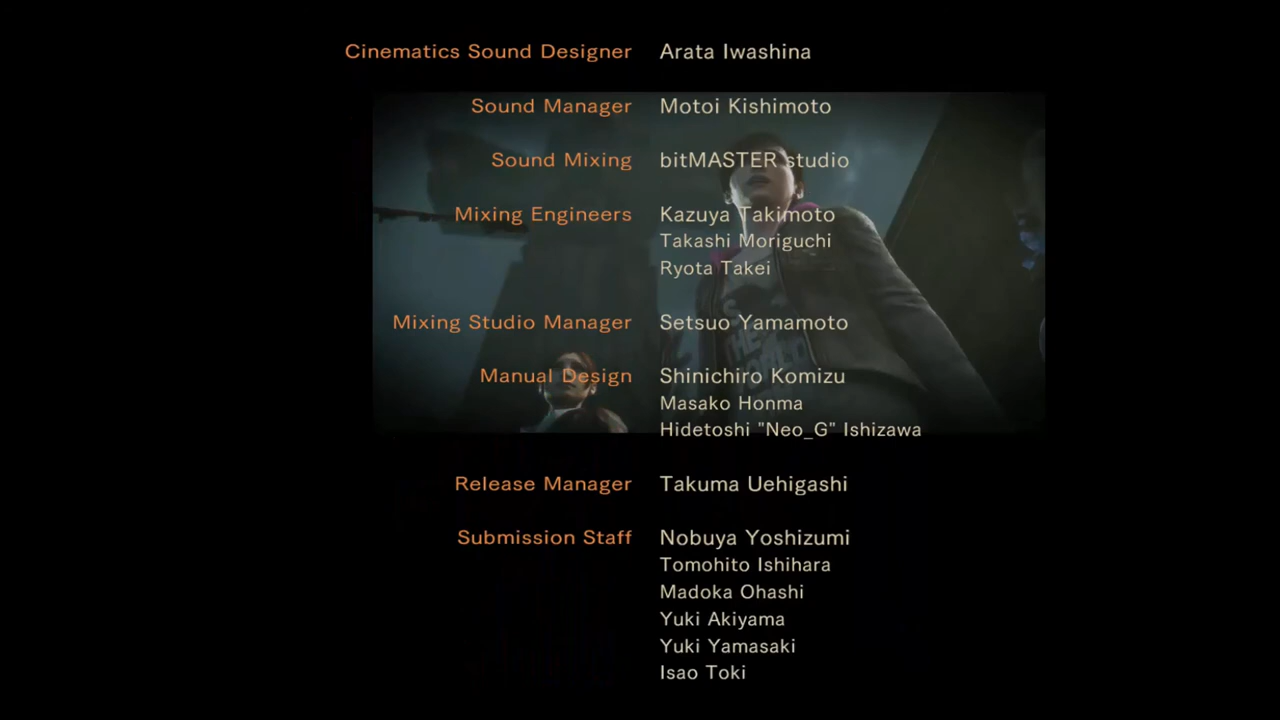 Cinematics Sound Designer Arata Iwashina
Sound Manager Motoi Kishimoto
Sound Mixing bitMASTER studio
Mixing Engineers Kazuya Takimoto
Takashi Moriguchi
Ryota Takei
Mixing Studio Manager Setsuo Yamamoto
Manual Design Shinichiro Komizu
Masako Honma
Hidetoshi "Neo_G" Ishizawa
Release Manager Takuma Uehigashi
Submission Staff Nobuya Yoshizumi
Tomohito Ishihara
Madoka Ohashi
Yuki Akiyama
Yuki Yamasaki
Isao Toki